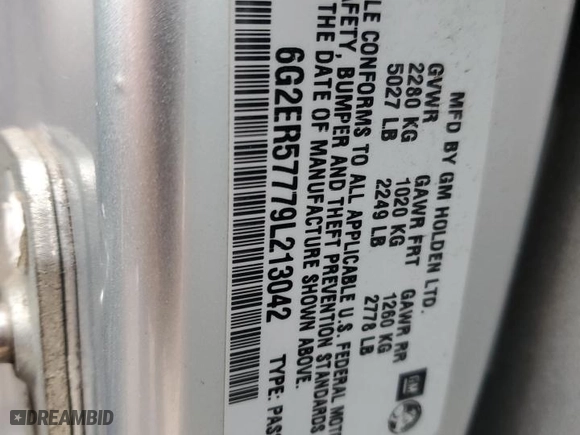 MFD BY GM HOLDEN LTD.
GVWR GAWR FRT GAWR RR
2280 KG 1020 KG 1260 KG
5027 LB 2249 LB 2778 LB
LE CONFORMS TO ALL APPLICABLE U.S. FEDERAL MOTO
AFETY, BUMPER AND THEFT PREVENTION STANDARDS
THE DATE OF MANUFACTURE SHOWN ABOVE.
6G2ER57779L213042 TYPE: PAS
GM
DREAMBID